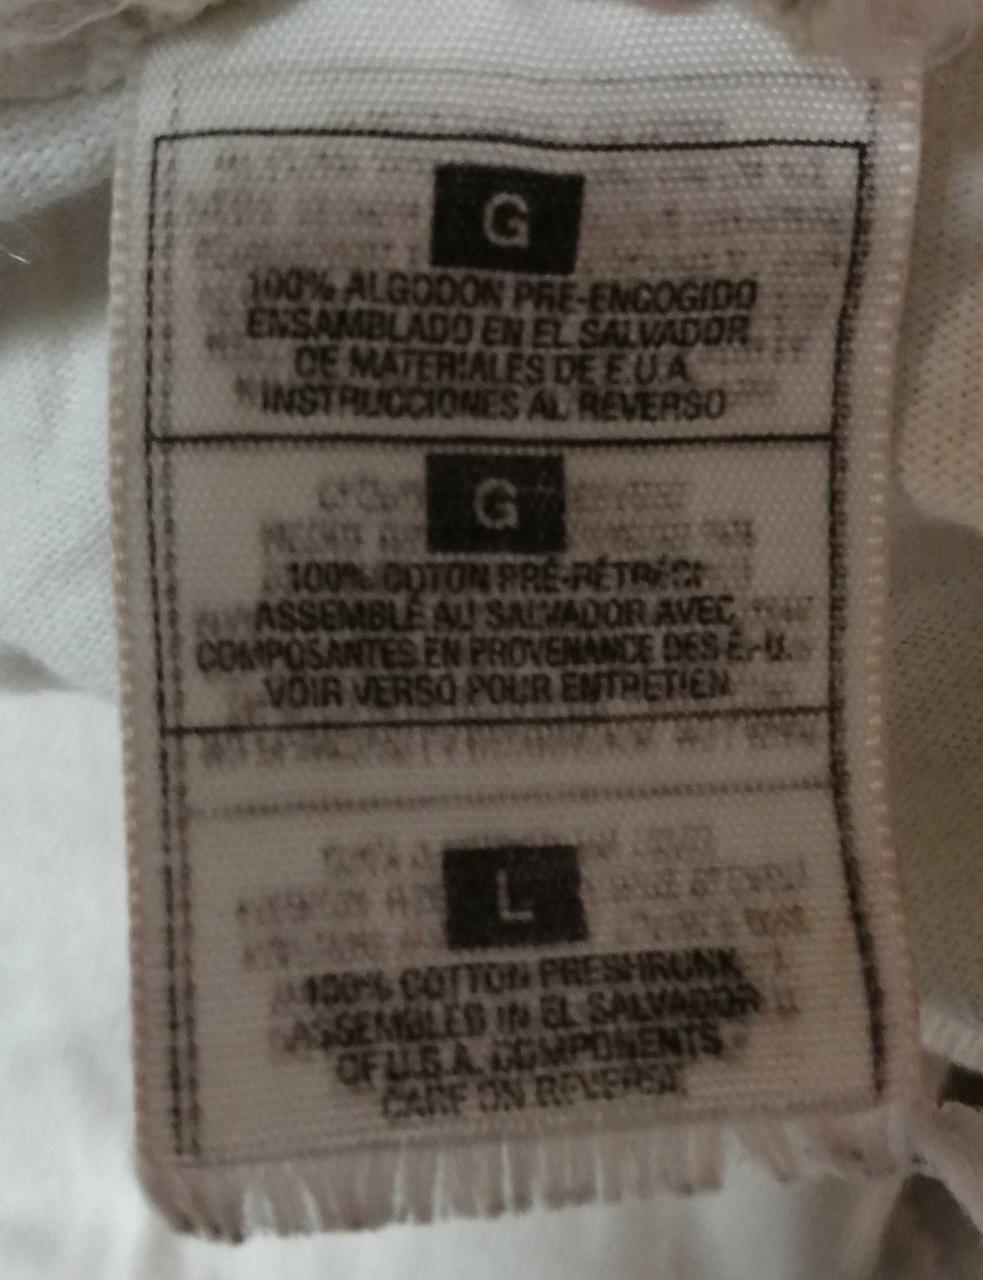 G
100% ALGODON PRE-ENCOGIDO
ENSAMBLADO EN EL SALVADOR
DE MATERIALES DE E.U.A.
INSTRUCCIONES AL REVERSO
G
100% COTON PRÉ-RÉTRÉCI
ASSEMBLÉ AU SALVADOR AVEC
COMPOSANTES EN PROVENANCE DES É.-U.
VOIR VERSO POUR ENTRETIEN
L
100% COTTON PRESHRUNK
ASSEMBLED IN EL SALVADOR
OF U.S.A. COMPONENTS
CARE ON REVERSE